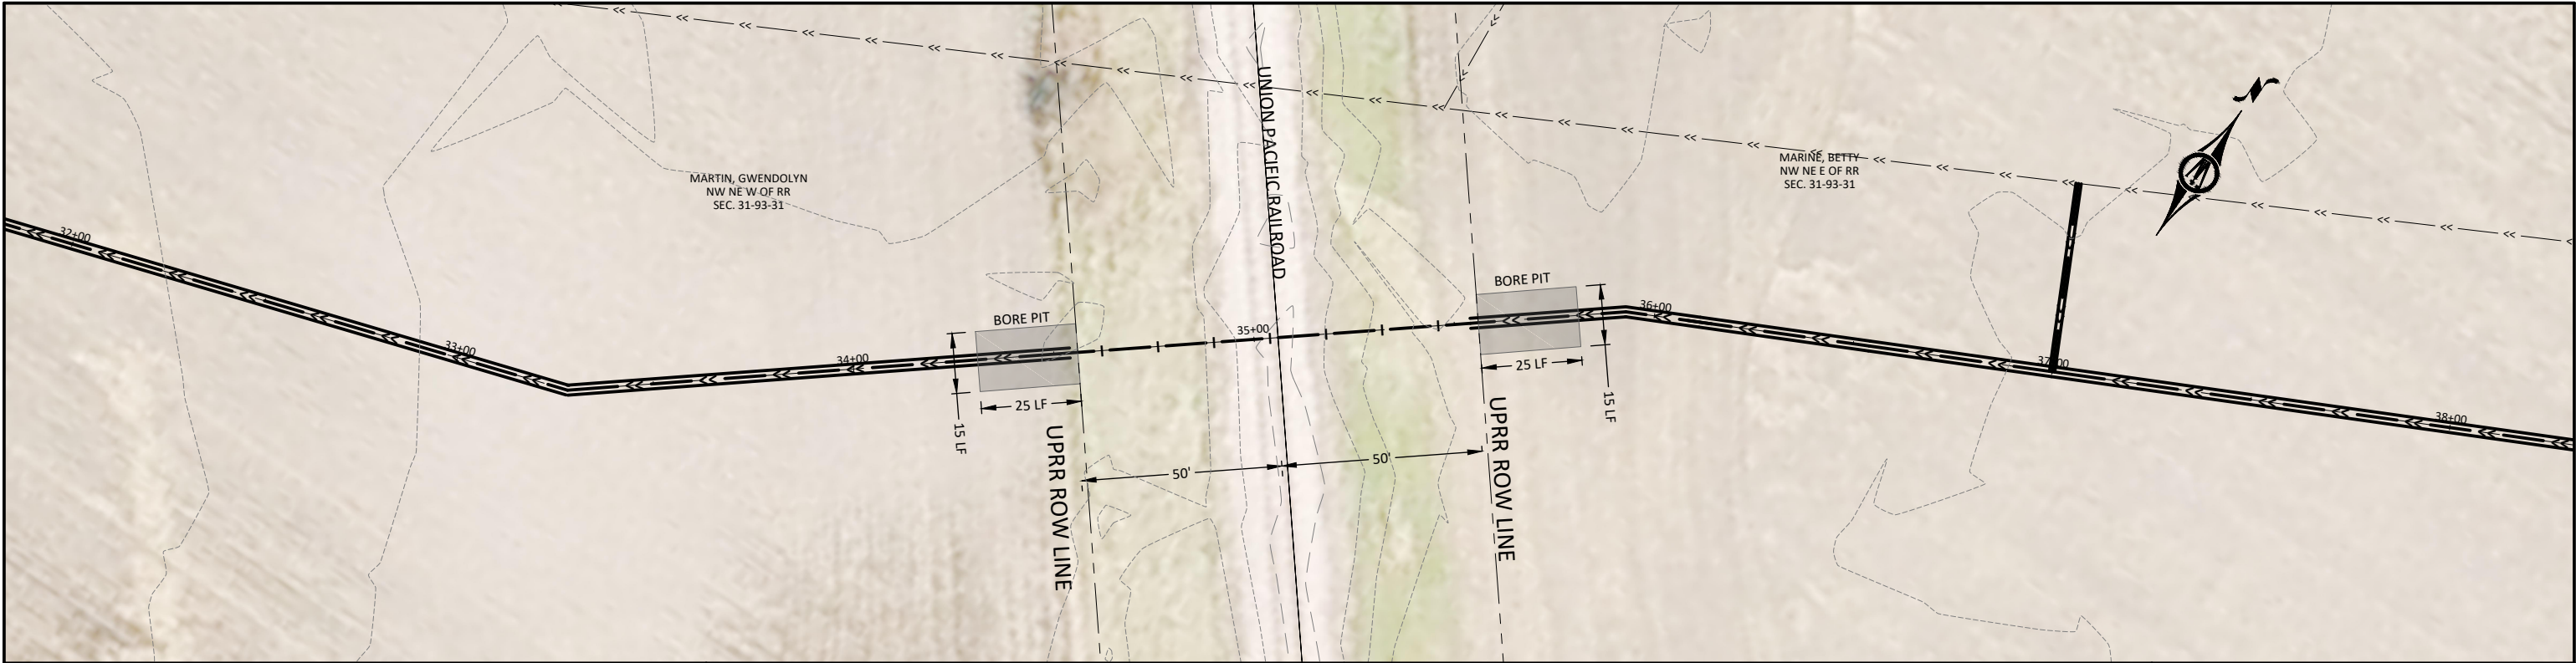 N
UNION PACIFIC RAILROAD
MARTIN, GWENDOLYN
NW NE W OF RR
SEC. 31-93-31
MARINE, BETTY
NW NE E OF RR
SEC. 31-93-31
32+00
33+00
34+00
35+00
36+00
37+00
38+00
BORE PIT
25 LF
15 LF
BORE PIT
25 LF
15 LF
UPRR ROW LINE
50'
50'
UPRR ROW LINE